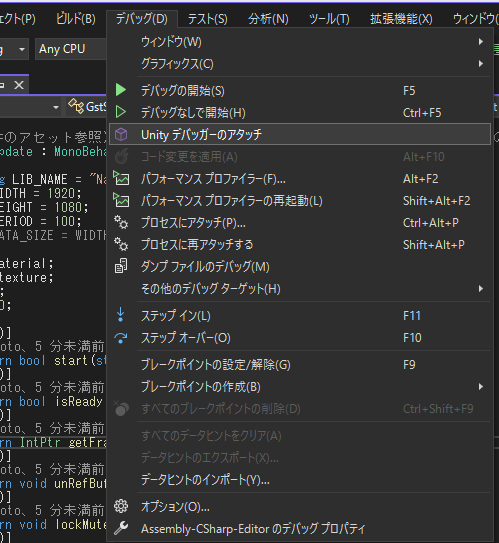 ェクト(P) ビルド(B) デバッグ(D) テスト(S) 分析(N) ツール(T) 拡張機能(X) ウィンドウ(
Any CPU
ウィンドウ(W)
グラフィックス(C)
デバッグの開始(S) F5
デバッグなしで開始(H) Ctrl+F5
Unity デバッガーのアタッチ
コード変更を適用(A) Alt+F10
パフォーマンス プロファイラー(F)... Alt+F2
パフォーマンス プロファイラーの再起動(L) Shift+Alt+F2
プロセスにアタッチ(P)... Ctrl+Alt+P
プロセスに再アタッチする Shift+Alt+P
ダンプ ファイルのデバッグ(M)
その他のデバッグ ターゲット(H)
ステップ イン(L) F11
ステップ オーバー(O) F10
ブレークポイントの設定/解除(G) F9
ブレークポイントの作成(B)
すべてのブレークポイントの削除(D) Ctrl+Shift+F9
すべてのデータヒントをクリア(A)
データヒントのエクスポート(X)...
データヒントのインポート(Y)...
オプション(O)...
Assembly-CSharp-Editor のデバッグ プロパティ
GstS
件のアセット参照)
pdate : MonoBeha
g LIB_NAME = "Na
IDTH = 1920;
EIGHT = 1080;
ERIOD = 100;
ATA_SIZE = WIDTH
aterial;
texture;
;
0;
)]
oto、5 分未満前
rn bool start(st
)]
oto、5 分未満前
rn bool isReady
)]
oto、5 分未満前
rn IntPtr getFra
)]
oto、5 分未満前
rn void unRefBuf
)]
oto、5 分未満前
rn void lockMute
)]